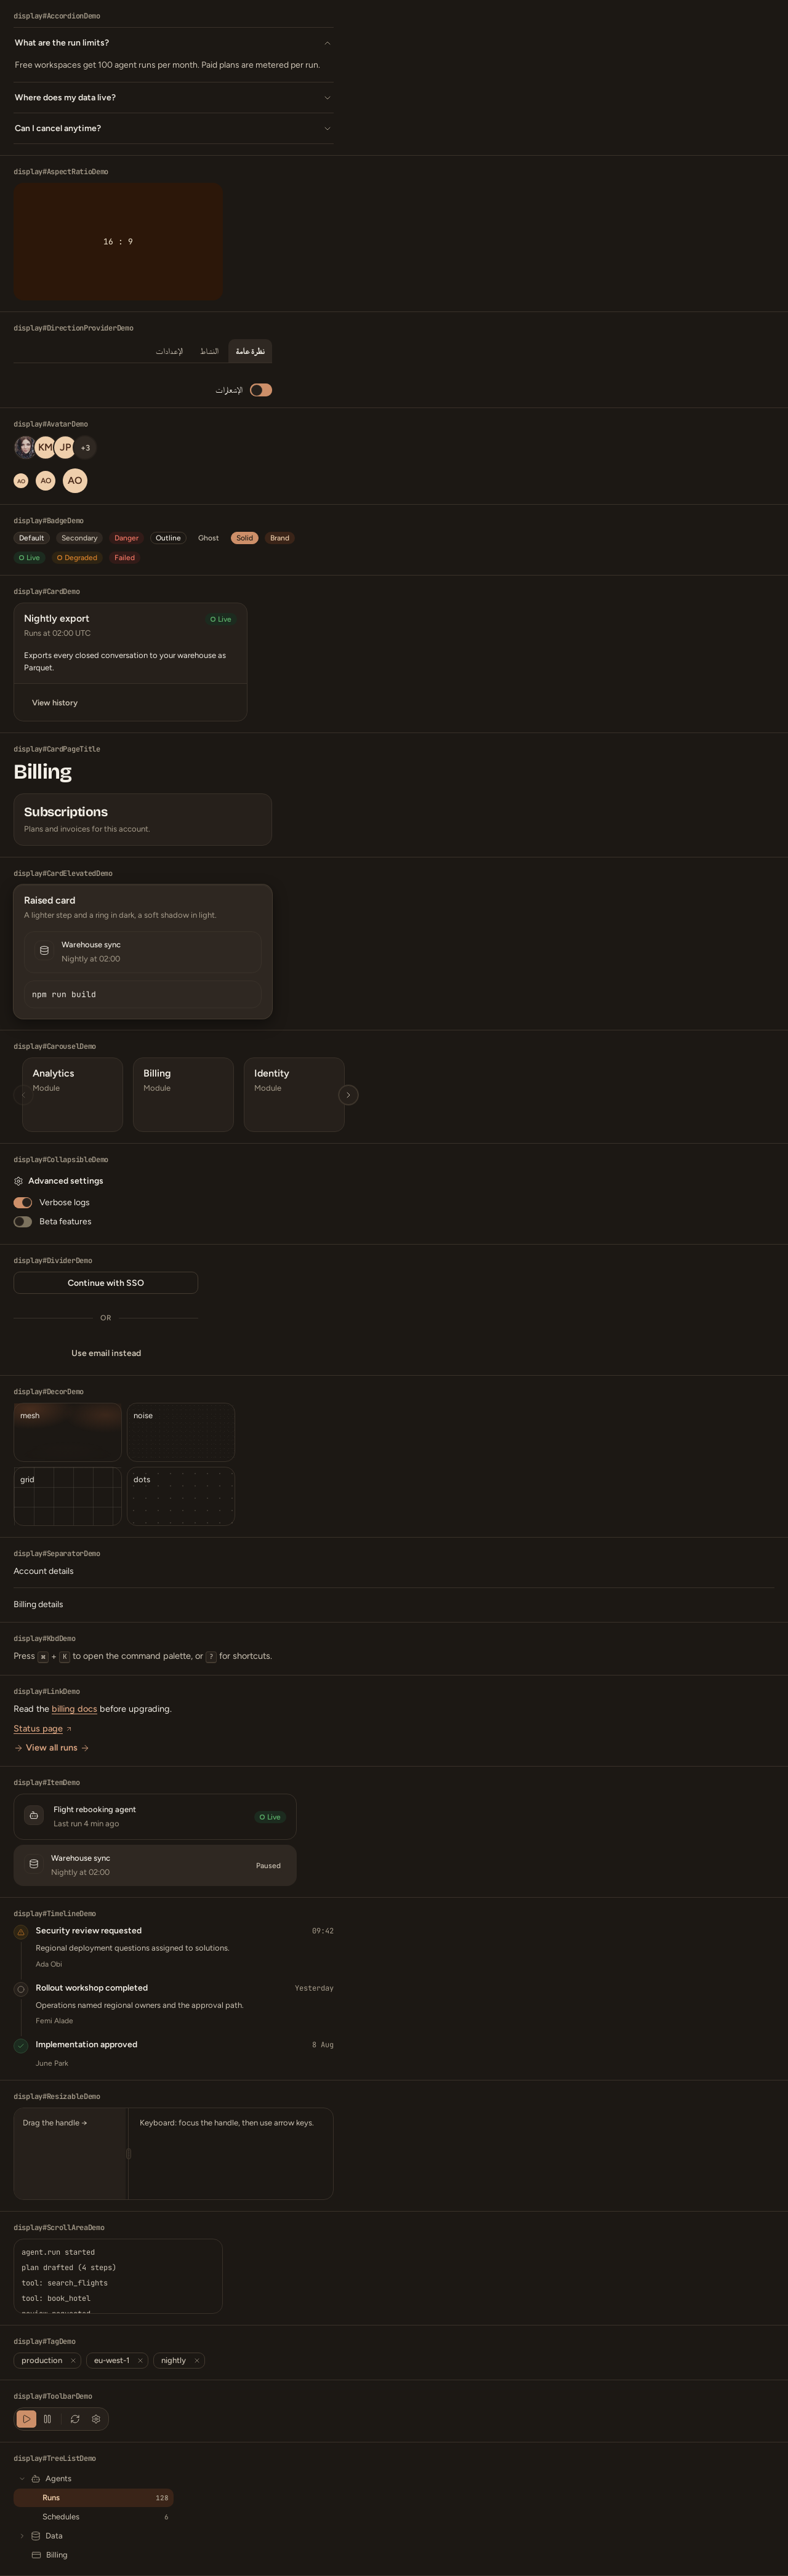 display#AccordionDemo
What are the run limits?
Free workspaces get 100 agent runs per month. Paid plans are metered per run.
Where does my data live?
Can I cancel anytime?
display#AspectRatioDemo
16 : 9
display#DirectionProviderDemo
نظرة عامة النشاط الإعدادات
الإشعارات
display#AvatarDemo
KM JP +3
AO AO AO
display#BadgeDemo
Default Secondary Danger Outline Ghost Solid Brand
Live Degraded Failed
display#CardDemo
Nightly export Live
Runs at 02:00 UTC
Exports every closed conversation to your warehouse as
Parquet.
View history
display#CardPageTitle
Billing
Subscriptions
Plans and invoices for this account.
display#CardElevatedDemo
Raised card
A lighter step and a ring in dark, a soft shadow in light.
Warehouse sync
Nightly at 02:00
npm run build
display#CarouselDemo
Analytics Billing Identity
Module Module Module
display#CollapsibleDemo
Advanced settings
Verbose logs
Beta features
display#DividerDemo
Continue with SSO
OR
Use email instead
display#DecorDemo
mesh noise
grid dots
display#SeparatorDemo
Account details
Billing details
display#KbdDemo
Press ⌘ + K to open the command palette, or ? for shortcuts.
display#LinkDemo
Read the billing docs before upgrading.
Status page
View all runs
display#ItemDemo
Flight rebooking agent
Last run 4 min ago Live
Warehouse sync
Nightly at 02:00 Paused
display#TimelineDemo
Security review requested 09:42
Regional deployment questions assigned to solutions.
Ada Obi
Rollout workshop completed Yesterday
Operations named regional owners and the approval path.
Femi Alade
Implementation approved 8 Aug
June Park
display#ResizableDemo
Drag the handle → Keyboard: focus the handle, then use arrow keys.
display#ScrollAreaDemo
agent.run started
plan drafted (4 steps)
tool: search_flights
tool: book_hotel
display#TagDemo
production eu-west-1 nightly
display#ToolbarDemo
display#TreeListDemo
Agents
Runs 128
Schedules 6
Data
Billing